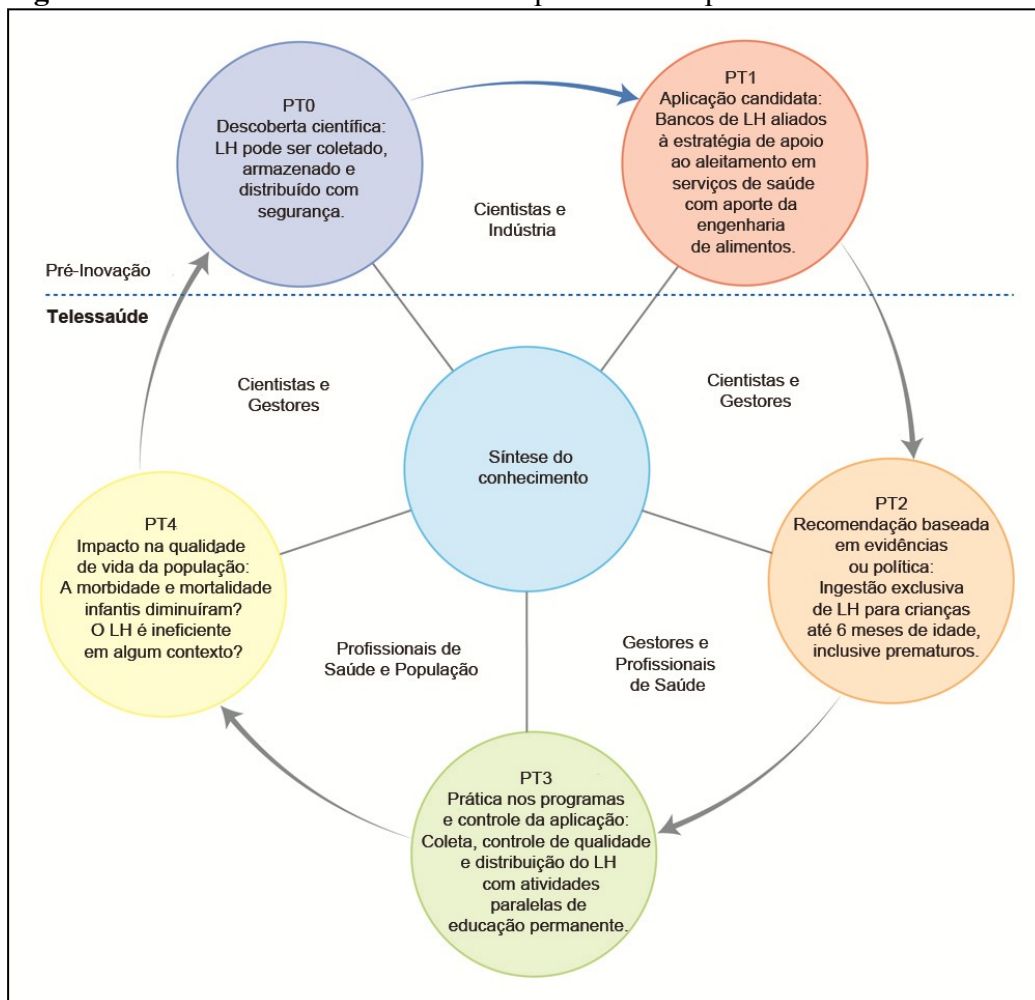 PT0
Descoberta científica:
LH pode ser coletado,
armazenado e
distribuído com
segurança.
PT1
Aplicação candidata:
Bancos de LH aliados
à estratégia de apoio
ao aleitamento em
serviços de saúde
com aporte da
engenharia
de alimentos.
Cientistas e
Indústria
Pré-Inovação
Telessaúde
Cientistas e
Gestores
Cientistas e
Gestores
Síntese do
conhecimento
PT2
Recomendação baseada
em evidências
ou política:
Ingestão exclusiva
de LH para crianças
até 6 meses de idade,
inclusive prematuros.
PT4
Impacto na qualidade
de vida da população:
A morbidade e mortalidade
infantis diminuíram?
O LH é ineficiente
em algum contexto?
Profissionais de
Saúde e População
Gestores e
Profissionais
de Saúde
PT3
Prática nos programas
e controle da aplicação:
Coleta, controle de qualidade
e distribuição do LH
com atividades
paralelas de
educação permanente.